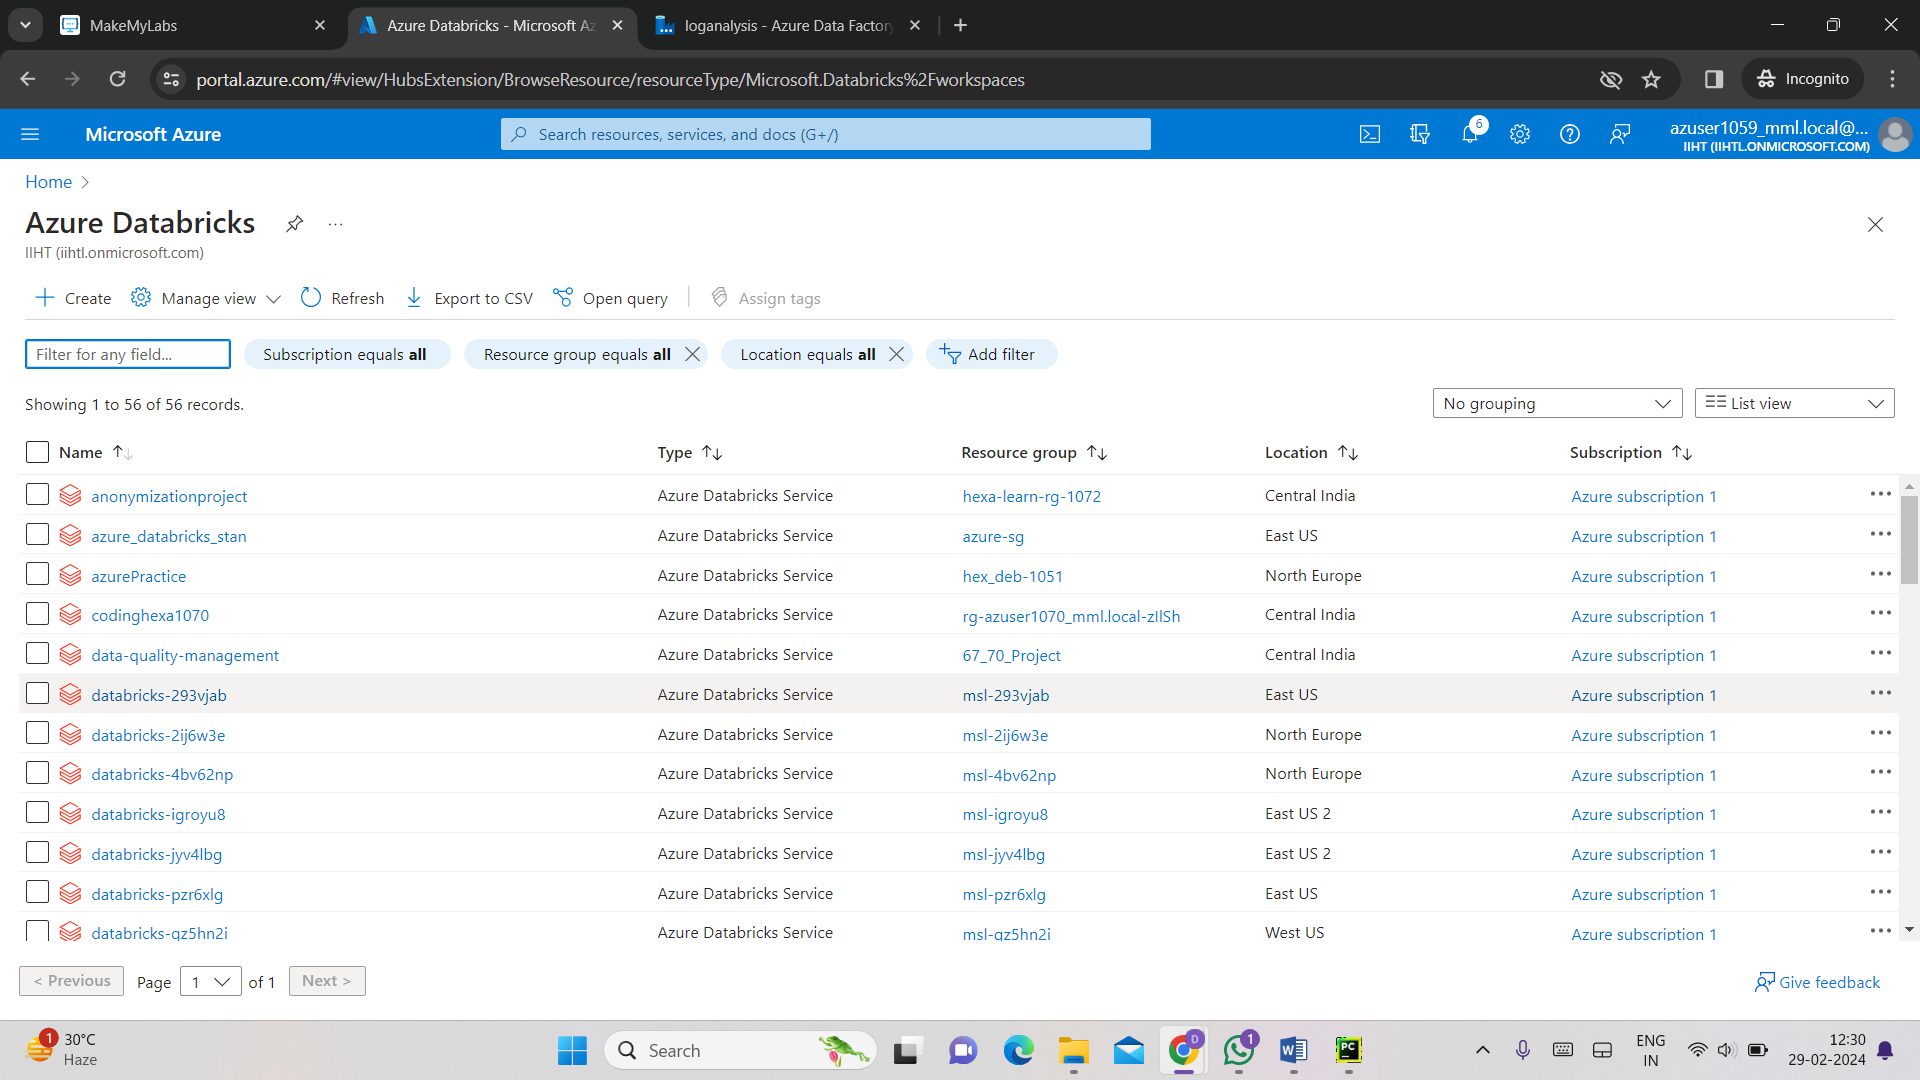 MakeMyLabs
Azure Databricks - Microsoft Az
loganalysis - Azure Data Factory
portal.azure.com/#view/HubsExtension/BrowseResource/resourceType/Microsoft.Databricks%2Fworkspaces
Incognito
Microsoft Azure
Search resources, services, and docs (G+/)
6
azuser1059_mml.local@...
IIHT (IIHTL.ONMICROSOFT.COM)
Home
Azure Databricks
...
IIHT (iihtl.onmicrosoft.com)
Create
Manage view
Refresh
Export to CSV
Open query
Assign tags
Filter for any field...
Subscription equals all
Resource group equals all
Location equals all
Add filter
Showing 1 to 56 of 56 records.
No grouping
List view
Name Type Resource group Location Subscription
anonymizationproject Azure Databricks Service hexa-learn-rg-1072 Central India Azure subscription 1
azure_databricks_stan Azure Databricks Service azure-sg East US Azure subscription 1
azurePractice Azure Databricks Service hex_deb-1051 North Europe Azure subscription 1
codinghexa1070 Azure Databricks Service rg-azuser1070_mml.local-zIlSh Central India Azure subscription 1
data-quality-management Azure Databricks Service 67_70_Project Central India Azure subscription 1
databricks-293vjab Azure Databricks Service msl-293vjab East US Azure subscription 1
databricks-2ij6w3e Azure Databricks Service msl-2ij6w3e North Europe Azure subscription 1
databricks-4bv62np Azure Databricks Service msl-4bv62np North Europe Azure subscription 1
databricks-igroyu8 Azure Databricks Service msl-igroyu8 East US 2 Azure subscription 1
databricks-jyv4lbg Azure Databricks Service msl-jyv4lbg East US 2 Azure subscription 1
databricks-pzr6xlg Azure Databricks Service msl-pzr6xlg East US Azure subscription 1
databricks-qz5hn2i Azure Databricks Service msl-qz5hn2i West US Azure subscription 1
< Previous Page 1 of 1 Next >
Give feedback
1
30°C
Haze
Search
D
1
PC
ENG
IN
12:30
29-02-2024